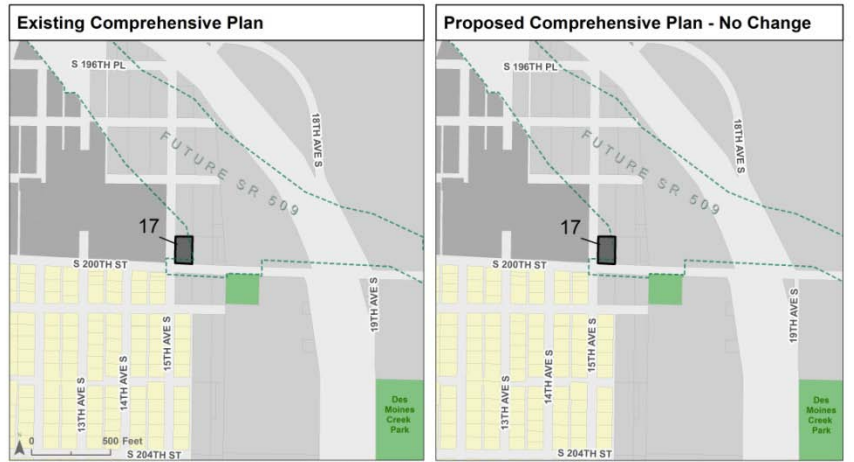 Existing Comprehensive Plan
S 196TH PL
18TH AVE S
FUTURE SR 509
17
S 200TH ST
19TH AVE S
15TH AVE S
14TH AVE S
13TH AVE S
Des
Moines
Creek
Park
N
0 500 Feet
S 204TH ST
Proposed Comprehensive Plan - No Change
S 196TH PL
18TH AVE S
FUTURE SR 509
17
S 200TH ST
19TH AVE S
15TH AVE S
14TH AVE S
13TH AVE S
Des
Moines
Creek
Park
S 204TH ST